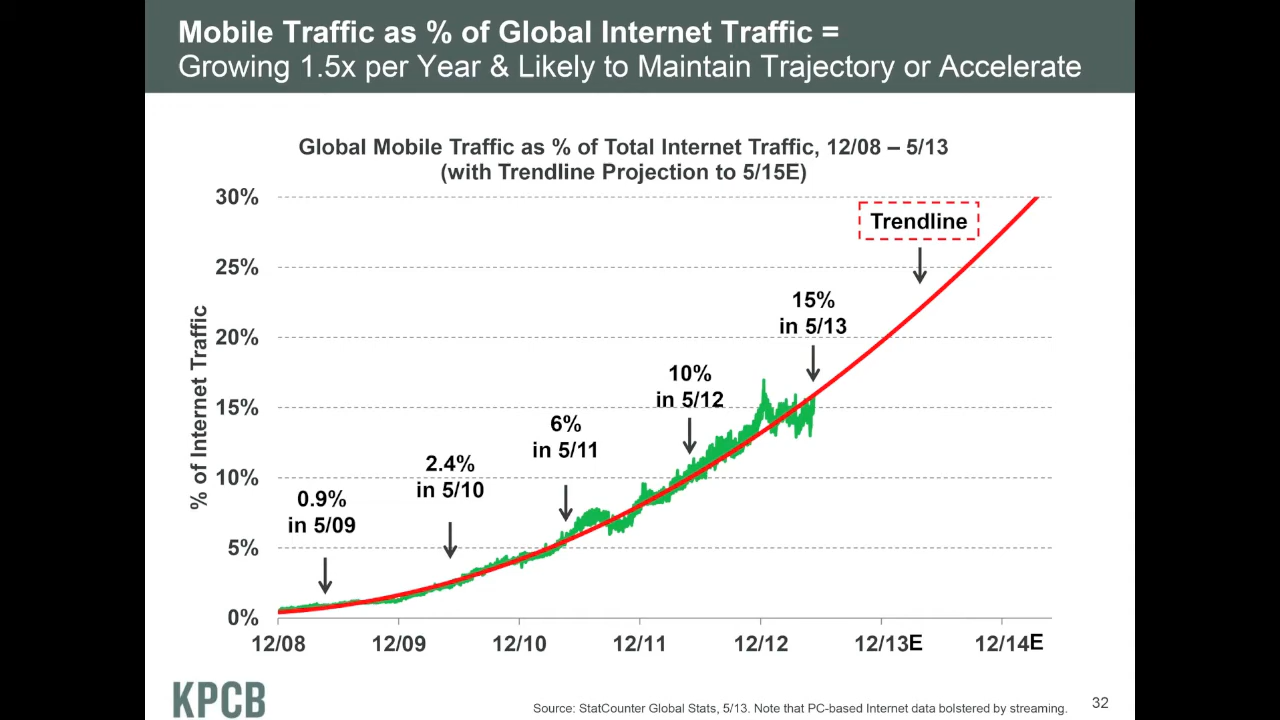 Mobile Traffic as % of Global Internet Traffic =
Growing 1.5x per Year & Likely to Maintain Trajectory or Accelerate
Global Mobile Traffic as % of Total Internet Traffic, 12/08 – 5/13
(with Trendline Projection to 5/15E)
% of Internet Traffic
30%
25%
20%
15%
10%
5%
0%
0.9%
in 5/09
2.4%
in 5/10
6%
in 5/11
10%
in 5/12
15%
in 5/13
Trendline
12/08
12/09
12/10
12/11
12/12
12/13E
12/14E
KPCB
Source: StatCounter Global Stats, 5/13. Note that PC-based Internet data bolstered by streaming.
32